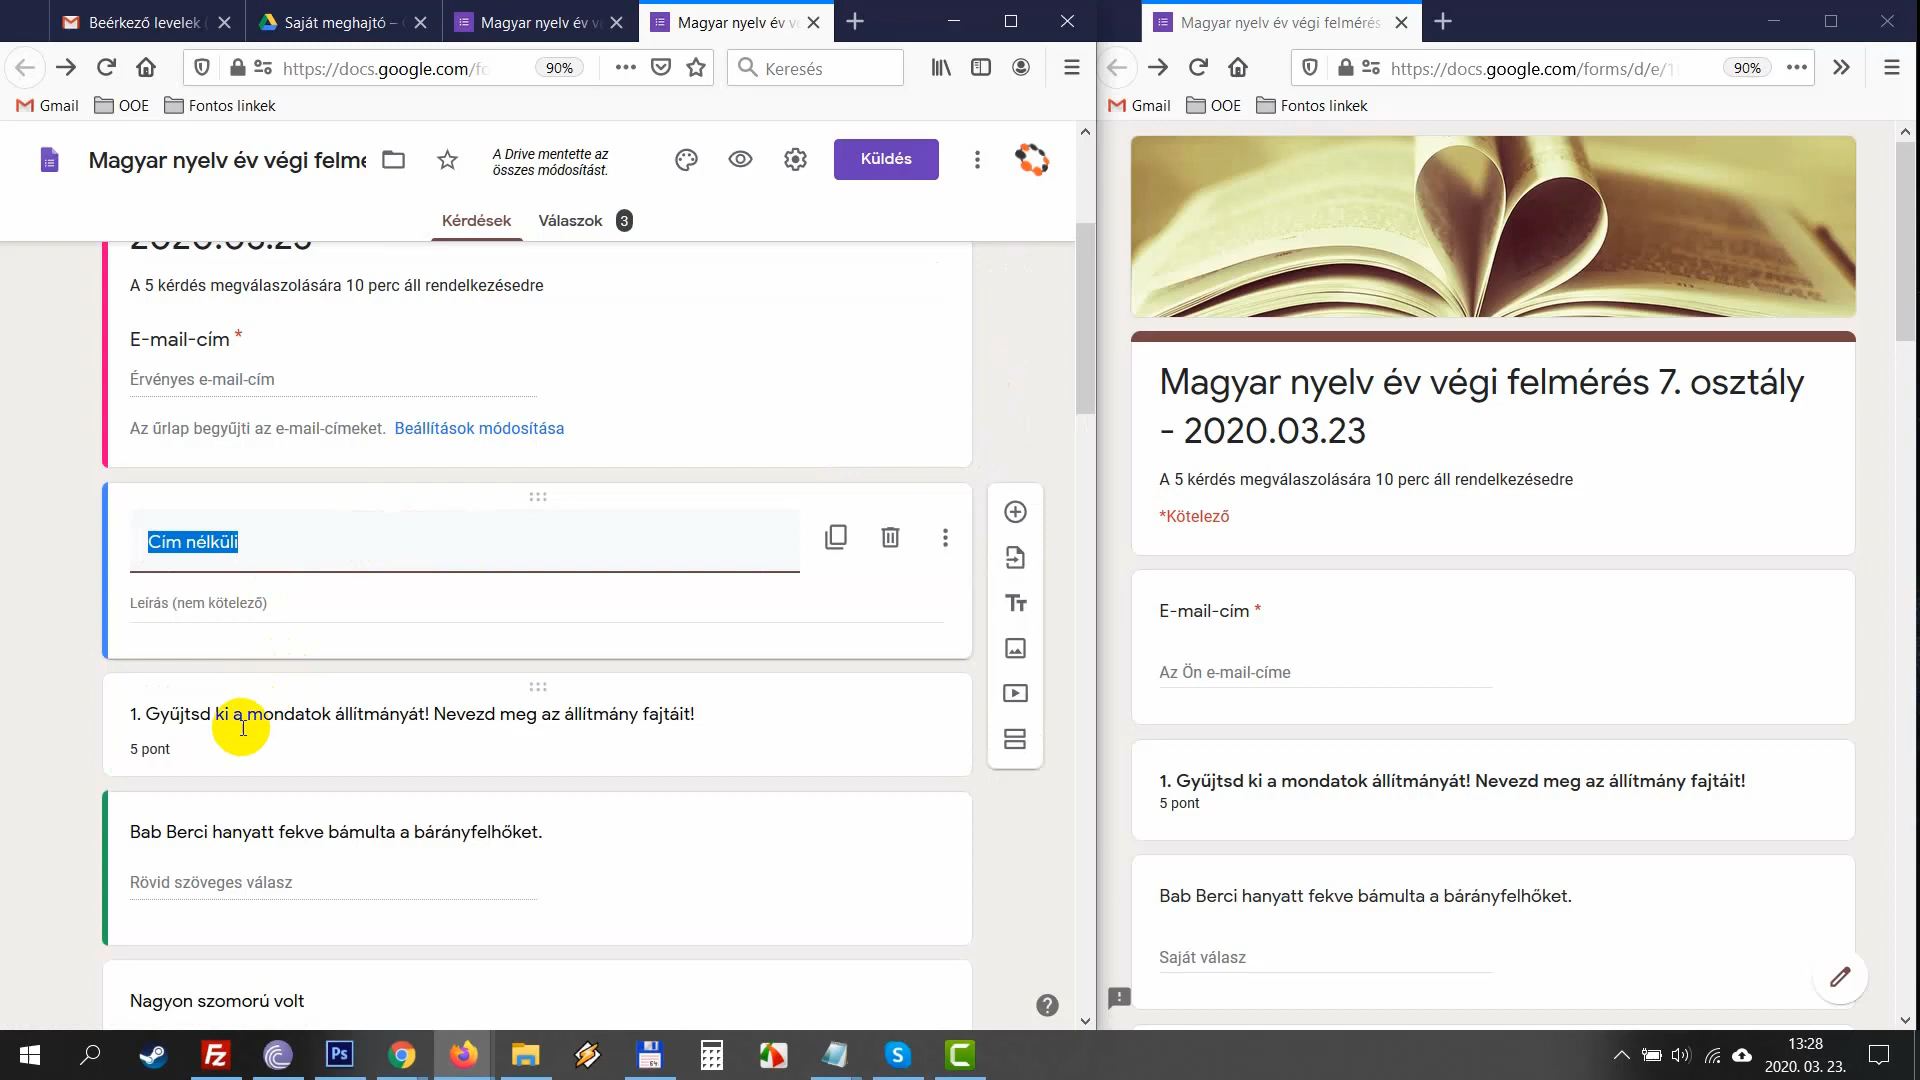 Beérkező levelek
Saját meghajtó –
Magyar nyelv év v
Magyar nyelv év v
https://docs.google.com/fo
90%
Keresés
Gmail
OOE
Fontos linkek
Magyar nyelv év végi felmé
A Drive mentette az
összes módosítást.
Küldés
Kérdések
Válaszok
3
2020.03.23
A 5 kérdés megválaszolására 10 perc áll rendelkezésedre
E-mail-cím *
Érvényes e-mail-cím
Az űrlap begyűjti az e-mail-címeket. Beállítások módosítása
Cím nélküli
Leírás (nem kötelező)
1. Gyűjtsd ki a mondatok állítmányát! Nevezd meg az állítmány fajtáit!
5 pont
Bab Berci hanyatt fekve bámulta a bárányfelhőket.
Rövid szöveges válasz
Nagyon szomorú volt
Magyar nyelv év végi felmérés
https://docs.google.com/forms/d/e/1
90%
Gmail
OOE
Fontos linkek
Magyar nyelv év végi felmérés 7. osztály
- 2020.03.23
A 5 kérdés megválaszolására 10 perc áll rendelkezésedre
*Kötelező
E-mail-cím *
Az Ön e-mail-címe
1. Gyűjtsd ki a mondatok állítmányát! Nevezd meg az állítmány fajtáit!
5 pont
Bab Berci hanyatt fekve bámulta a bárányfelhőket.
Saját válasz
13:28
2020. 03. 23.